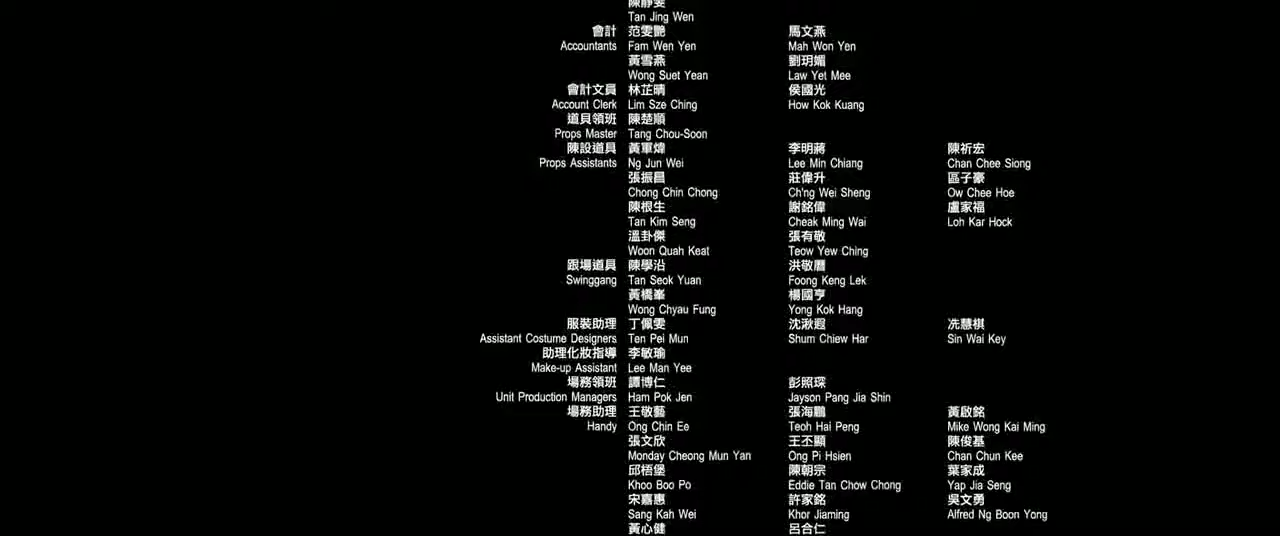 陳靜雯
Tan Jing Wen
會計 范雯艷 馬文燕
Accountants Fam Wen Yen Mah Won Yen
黃雪燕 劉玥媚
Wong Suet Yean Law Yet Mee
會計文員 林芷晴 侯國光
Account Clerk Lim Sze Ching How Kok Kuang
道具領班 陳楚順
Props Master Tang Chou-Soon
陳設道具 黃軍煒 李明蔣 陳祈宏
Props Assistants Ng Jun Wei Lee Min Chiang Chan Chee Siong
張振昌 莊偉升 區子豪
Chong Chin Chong Ch'ng Wei Sheng Ow Chee Hoe
陳根生 謝銘偉 盧家福
Tan Kim Seng Cheak Ming Wai Loh Kar Hock
溫卦傑 張有敬
Woon Quah Keat Teow Yew Ching
跟場道具 陳學沿 洪敬曆
Swinggang Tan Seok Yuan Foong Keng Lek
黃橋峯 楊國亨
Wong Chyau Fung Yong Kok Hang
服裝助理 丁佩雯 沈湫遐 冼慧棋
Assistant Costume Designers Ten Pei Mun Shum Chiew Har Sin Wai Key
助理化妝指導 李敏瑜
Make-up Assistant Lee Man Yee
場務領班 譚博仁 彭照琛
Unit Production Managers Ham Pok Jen Jayson Pang Jia Shin
場務助理 王敬藝 張海鵬 黃啟銘
Handy Ong Chin Ee Teoh Hai Peng Mike Wong Kai Ming
張文欣 王丕顯 陳俊基
Monday Cheong Mun Yan Ong Pi Hsien Chan Chun Kee
邱梧堡 陳朝宗 葉家成
Khoo Boo Po Eddie Tan Chow Chong Yap Jia Seng
宋嘉惠 許家銘 吳文勇
Sang Kah Wei Khor Jiaming Alfred Ng Boon Yong
黃心健 呂合仁